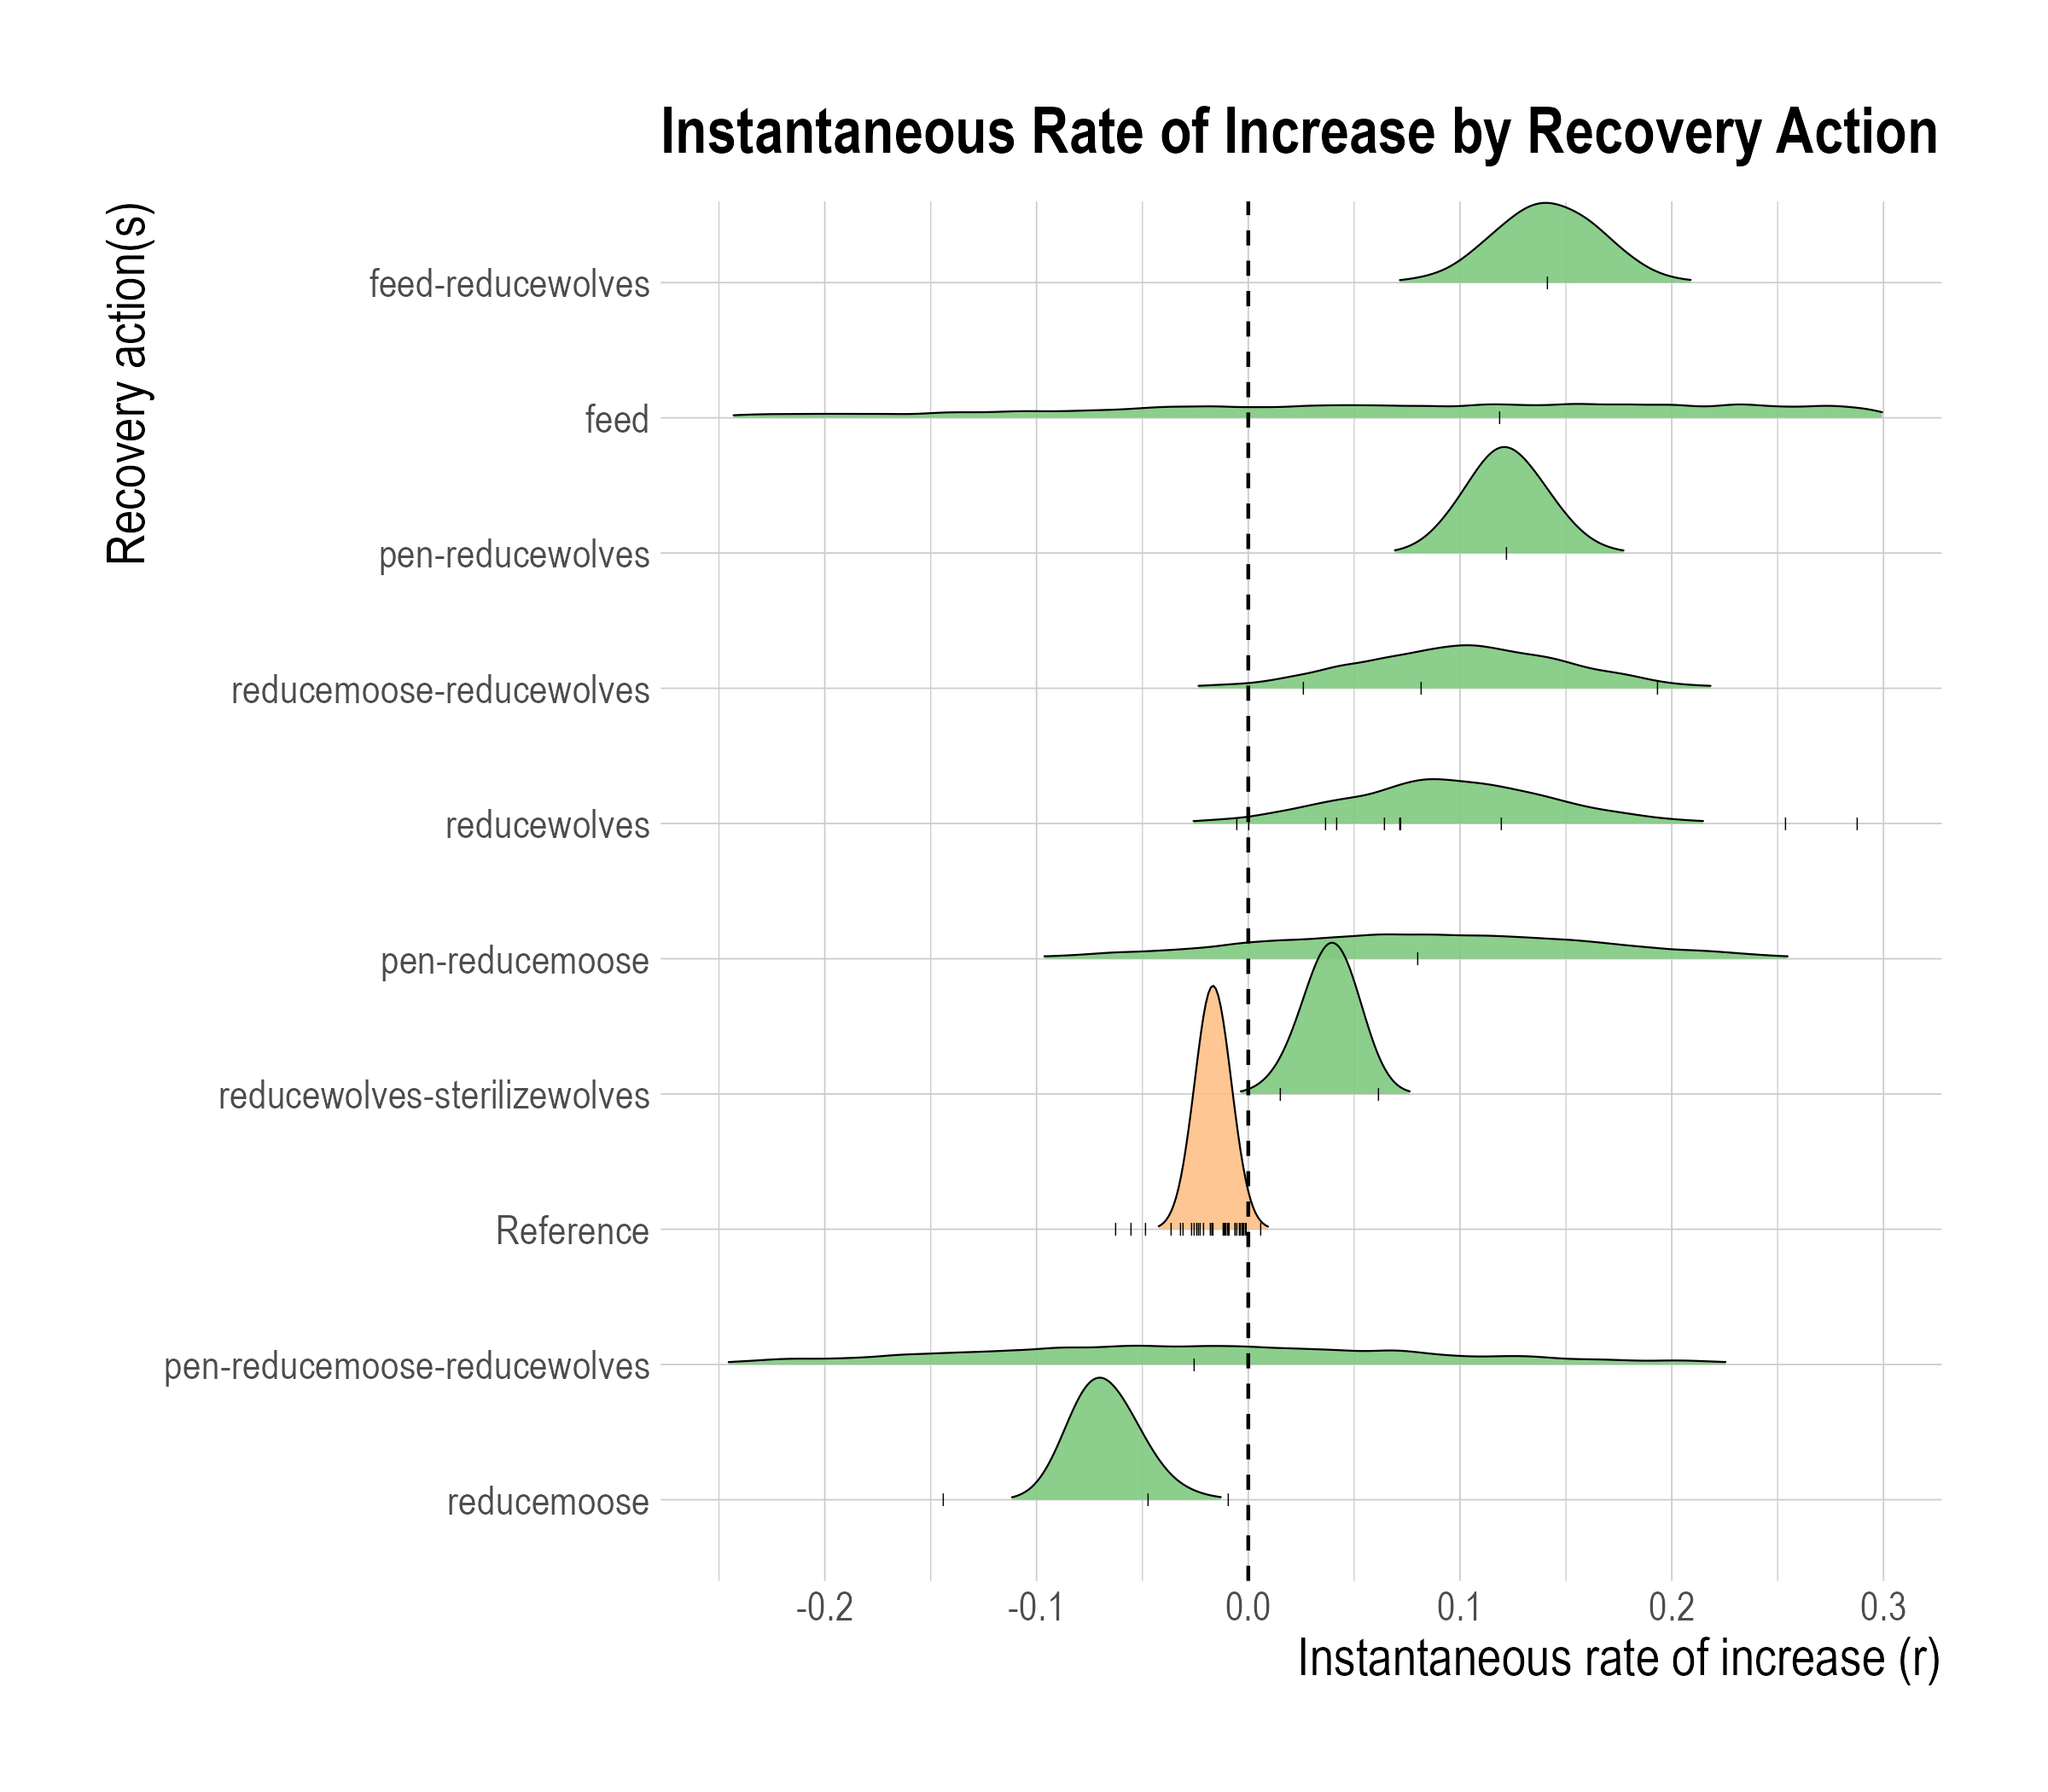 Instantaneous Rate of Increase by Recovery Action
Recovery action(s)
feed-reducewolves
feed
pen-reducewolves
reducemoose-reducewolves
reducewolves
pen-reducemoose
reducewolves-sterilizewolves
Reference
pen-reducemoose-reducewolves
reducemoose
-0.2 -0.1 0.0 0.1 0.2 0.3
Instantaneous rate of increase (r)